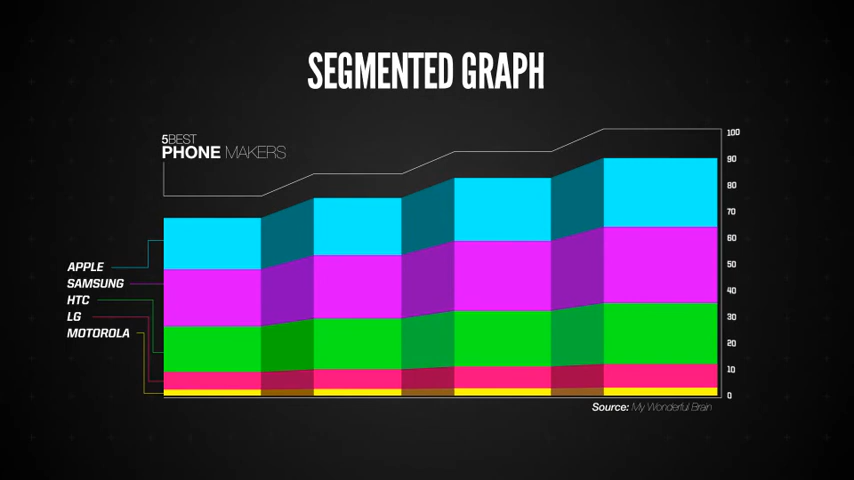 SEGMENTED GRAPH
5BEST
PHONE MAKERS
100
90
80
70
60
50
40
30
20
10
0
APPLE
SAMSUNG
HTC
LG
MOTOROLA
Source: My Wonderful Brain